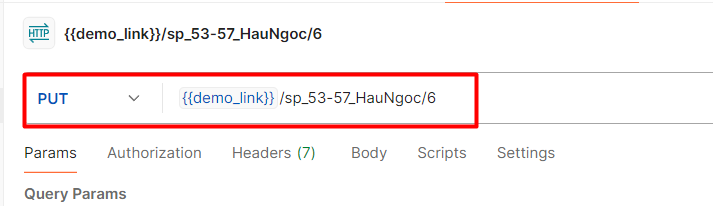 HTTP {{demo_link}}/sp_53-57_HauNgoc/6
PUT {{demo_link}} /sp_53-57_HauNgoc/6
Params Authorization Headers (7) Body Scripts Settings
Query Params